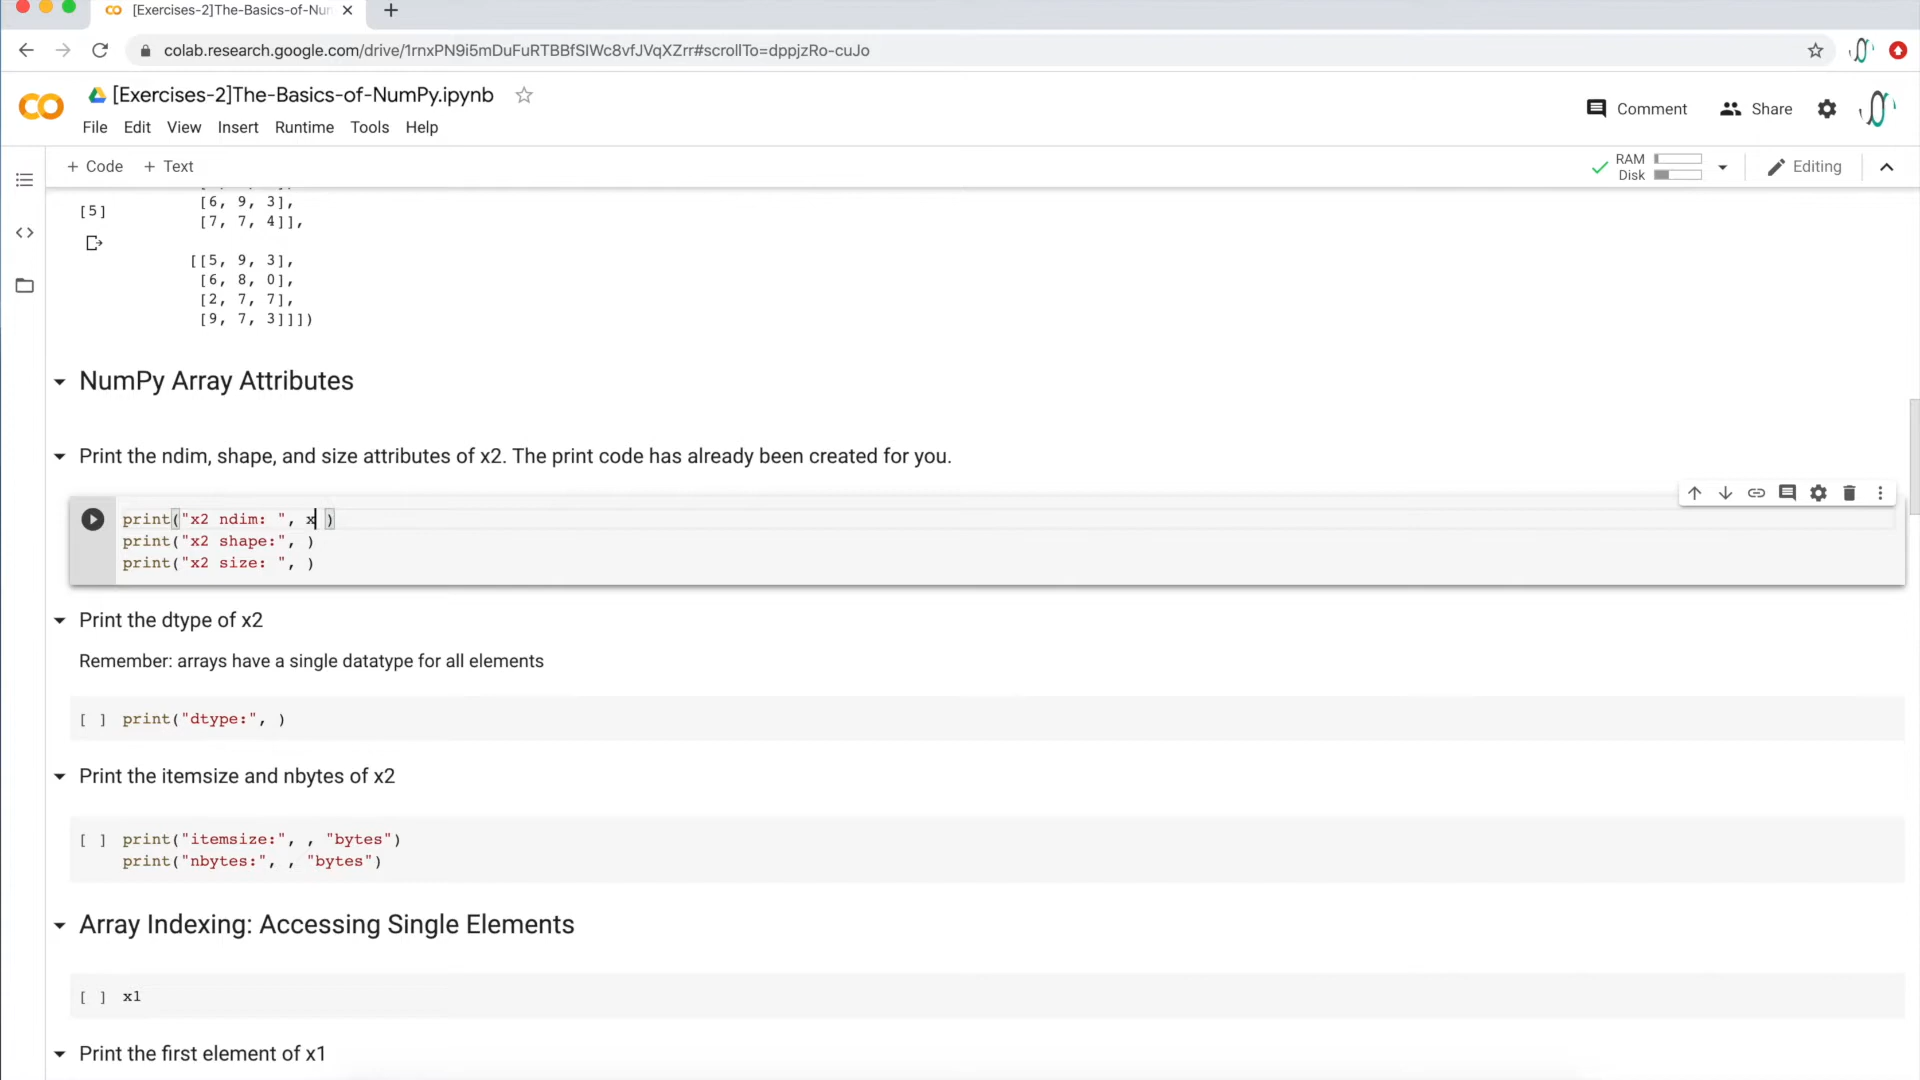 [Exercises-2]The-Basics-of-Nun
colab.research.google.com/drive/1rnxPN9i5mDuFuRTBBfSlWc8vfJVqXZrr#scrollTo=dppjzRo-cuJo
[Exercises-2]The-Basics-of-NumPy.ipynb
Comment
Share
File Edit View Insert Runtime Tools Help
+ Code + Text
RAM
Disk
Editing
[5]
[6, 9, 3],
[7, 7, 4]],
[[5, 9, 3],
[6, 8, 0],
[2, 7, 7],
[9, 7, 3]]])
NumPy Array Attributes
Print the ndim, shape, and size attributes of x2. The print code has already been created for you.
print("x2 ndim: ", x )
print("x2 shape:", )
print("x2 size: ", )
Print the dtype of x2
Remember: arrays have a single datatype for all elements
[ ] print("dtype:", )
Print the itemsize and nbytes of x2
[ ] print("itemsize:", , "bytes")
print("nbytes:", , "bytes")
Array Indexing: Accessing Single Elements
[ ] x1
Print the first element of x1